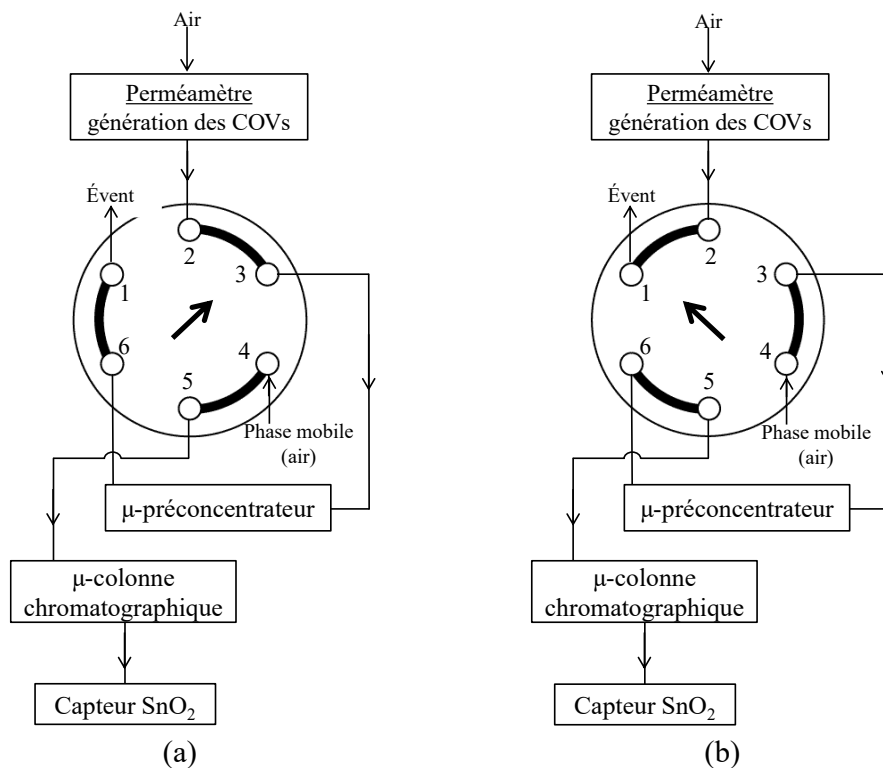 Air
Perméamètre
génération des COVs
Évent
2
3
1
6
4
5
Phase mobile
(air)
μ-préconcentrateur
μ-colonne
chromatographique
Capteur SnO₂
(a)
Air
Perméamètre
génération des COVs
Évent
2
3
1
6
4
5
Phase mobile
(air)
μ-préconcentrateur
μ-colonne
chromatographique
Capteur SnO₂
(b)